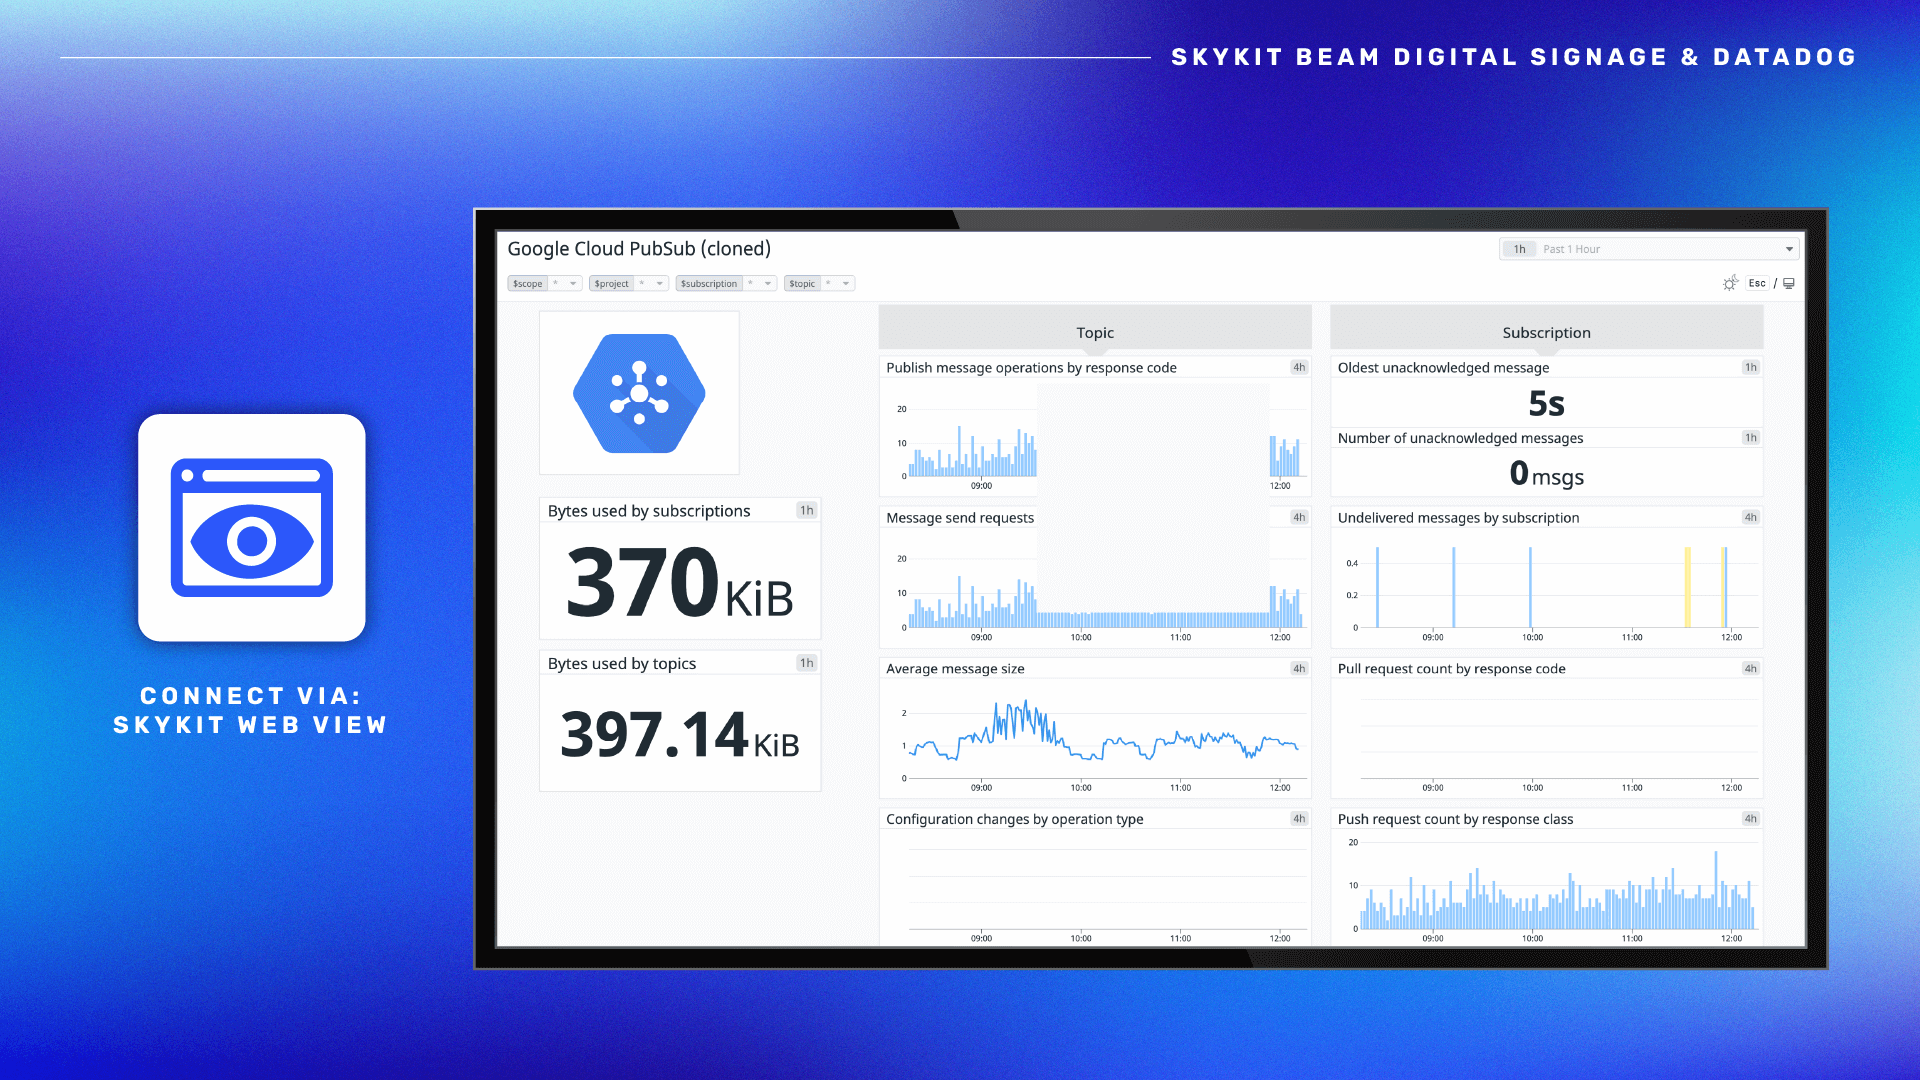 SKYKIT BEAM DIGITAL SIGNAGE & DATADOG
CONNECT VIA:
SKYKIT WEB VIEW
Google Cloud PubSub (cloned)
1h Past 1 Hour
$scope * $project * $subscription * $topic *
Esc /
Bytes used by subscriptions 1h
370 KiB
Bytes used by topics 1h
397.14 KiB
Topic
Publish message operations by response code 4h
20
10
0
09:00 12:00
Message send requests 4h
20
10
0
09:00 10:00 11:00 12:00
Average message size 4h
2
1
0
09:00 10:00 11:00 12:00
Configuration changes by operation type 4h
09:00 10:00 11:00 12:00
Subscription
Oldest unacknowledged message 1h
5s
Number of unacknowledged messages 1h
0 msgs
Undelivered messages by subscription 4h
0.4
0.2
0
09:00 10:00 11:00 12:00
Pull request count by response code 4h
09:00 10:00 11:00 12:00
Push request count by response class 4h
20
10
0
09:00 10:00 11:00 12:00